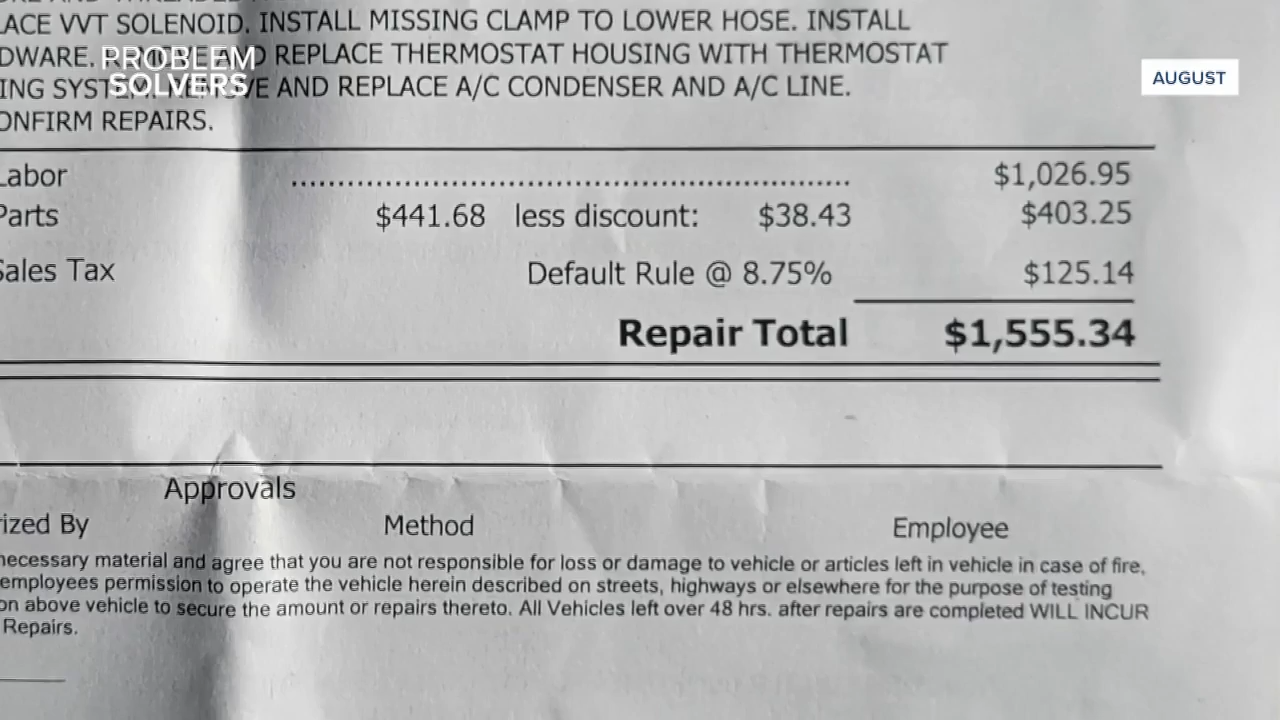 LACE VVT SOLENOID. INSTALL MISSING CLAMP TO LOWER HOSE. INSTALL
DWARE. REMOVE AND REPLACE THERMOSTAT HOUSING WITH THERMOSTAT
ING SYSTEM. REMOVE AND REPLACE A/C CONDENSER AND A/C LINE.
ONFIRM REPAIRS.
PROBLEM
SOLVERS
AUGUST
Labor ........ $1,026.95
Parts $441.68 less discount: $38.43 $403.25
Sales Tax Default Rule @ 8.75% $125.14
Repair Total $1,555.34
Approvals
rized By Method Employee
necessary material and agree that you are not responsible for loss or damage to vehicle or articles left in vehicle in case of fire,
employees permission to operate the vehicle herein described on streets, highways or elsewhere for the purpose of testing
on above vehicle to secure the amount or repairs thereto. All Vehicles left over 48 hrs. after repairs are completed WILL INCUR
Repairs.